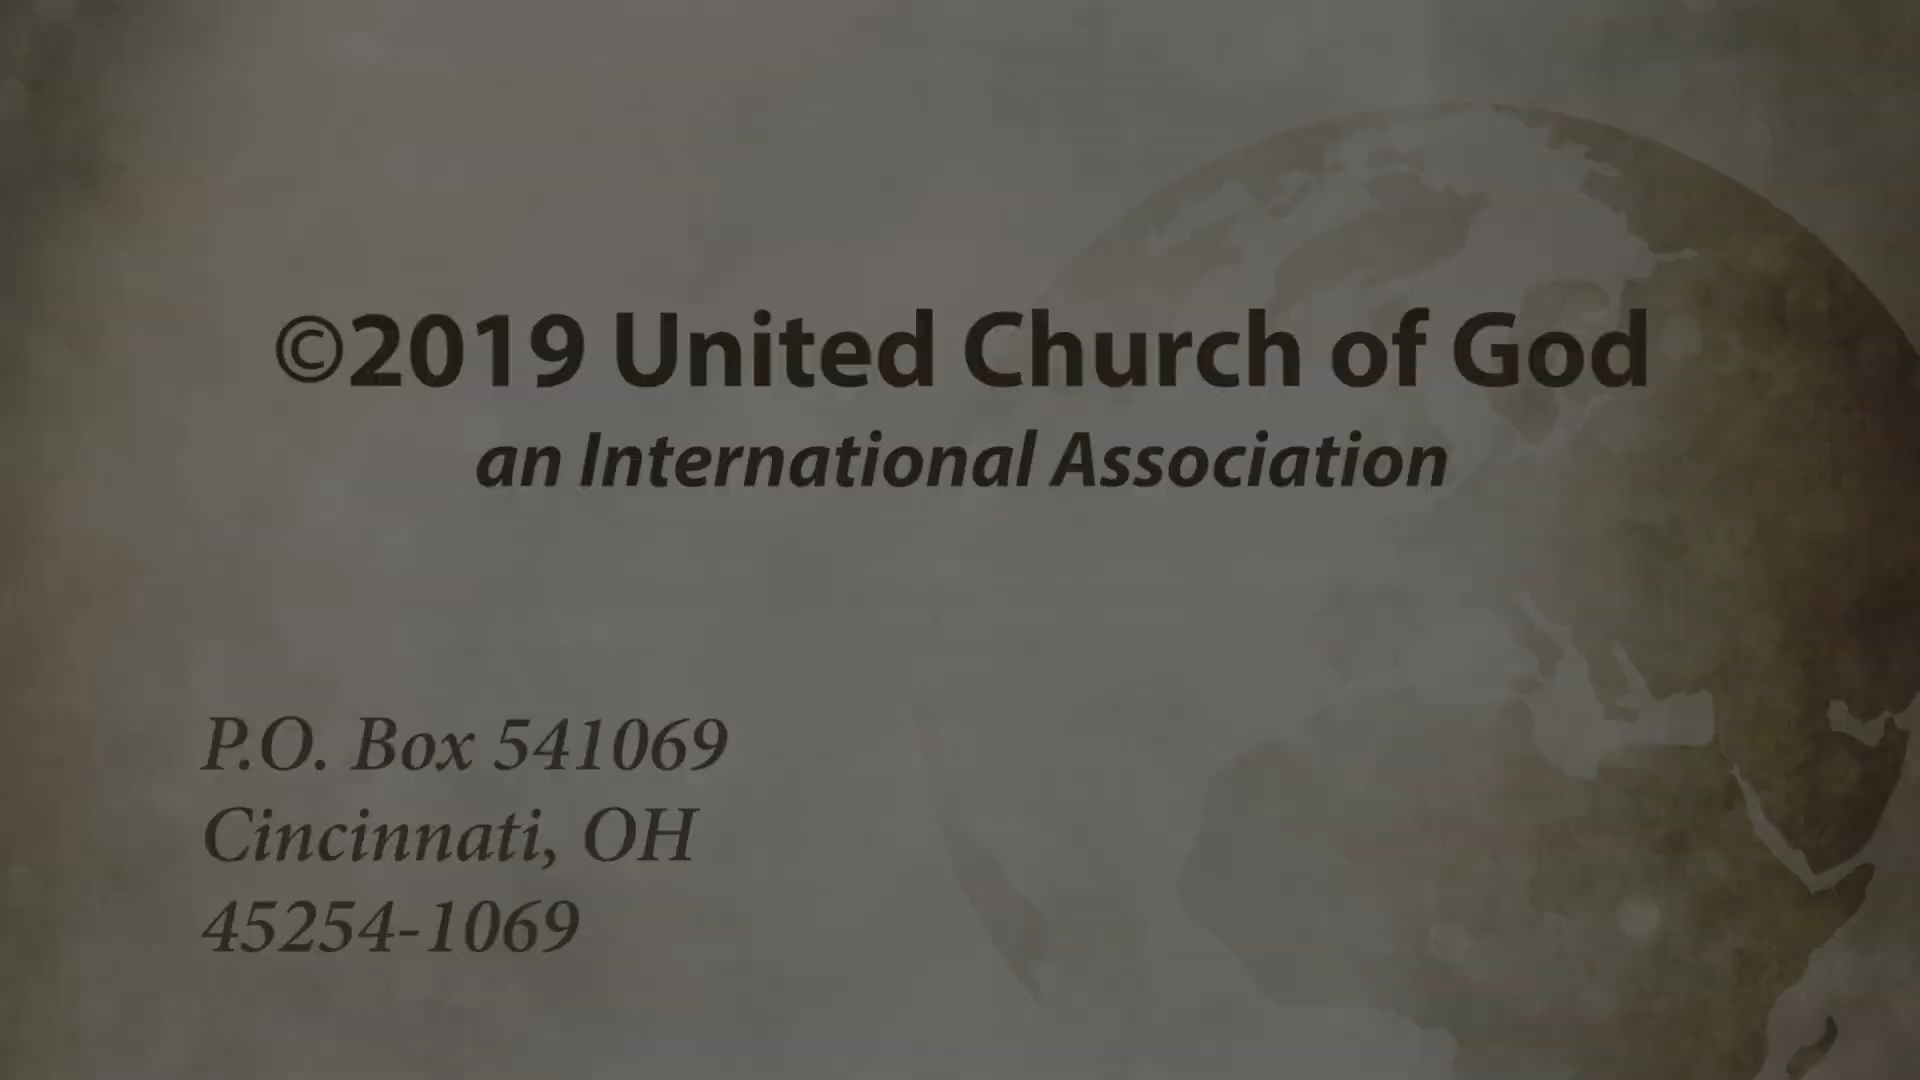 ©2019 United Church of God
an International Association
P.O. Box 541069
Cincinnati, OH
45254-1069